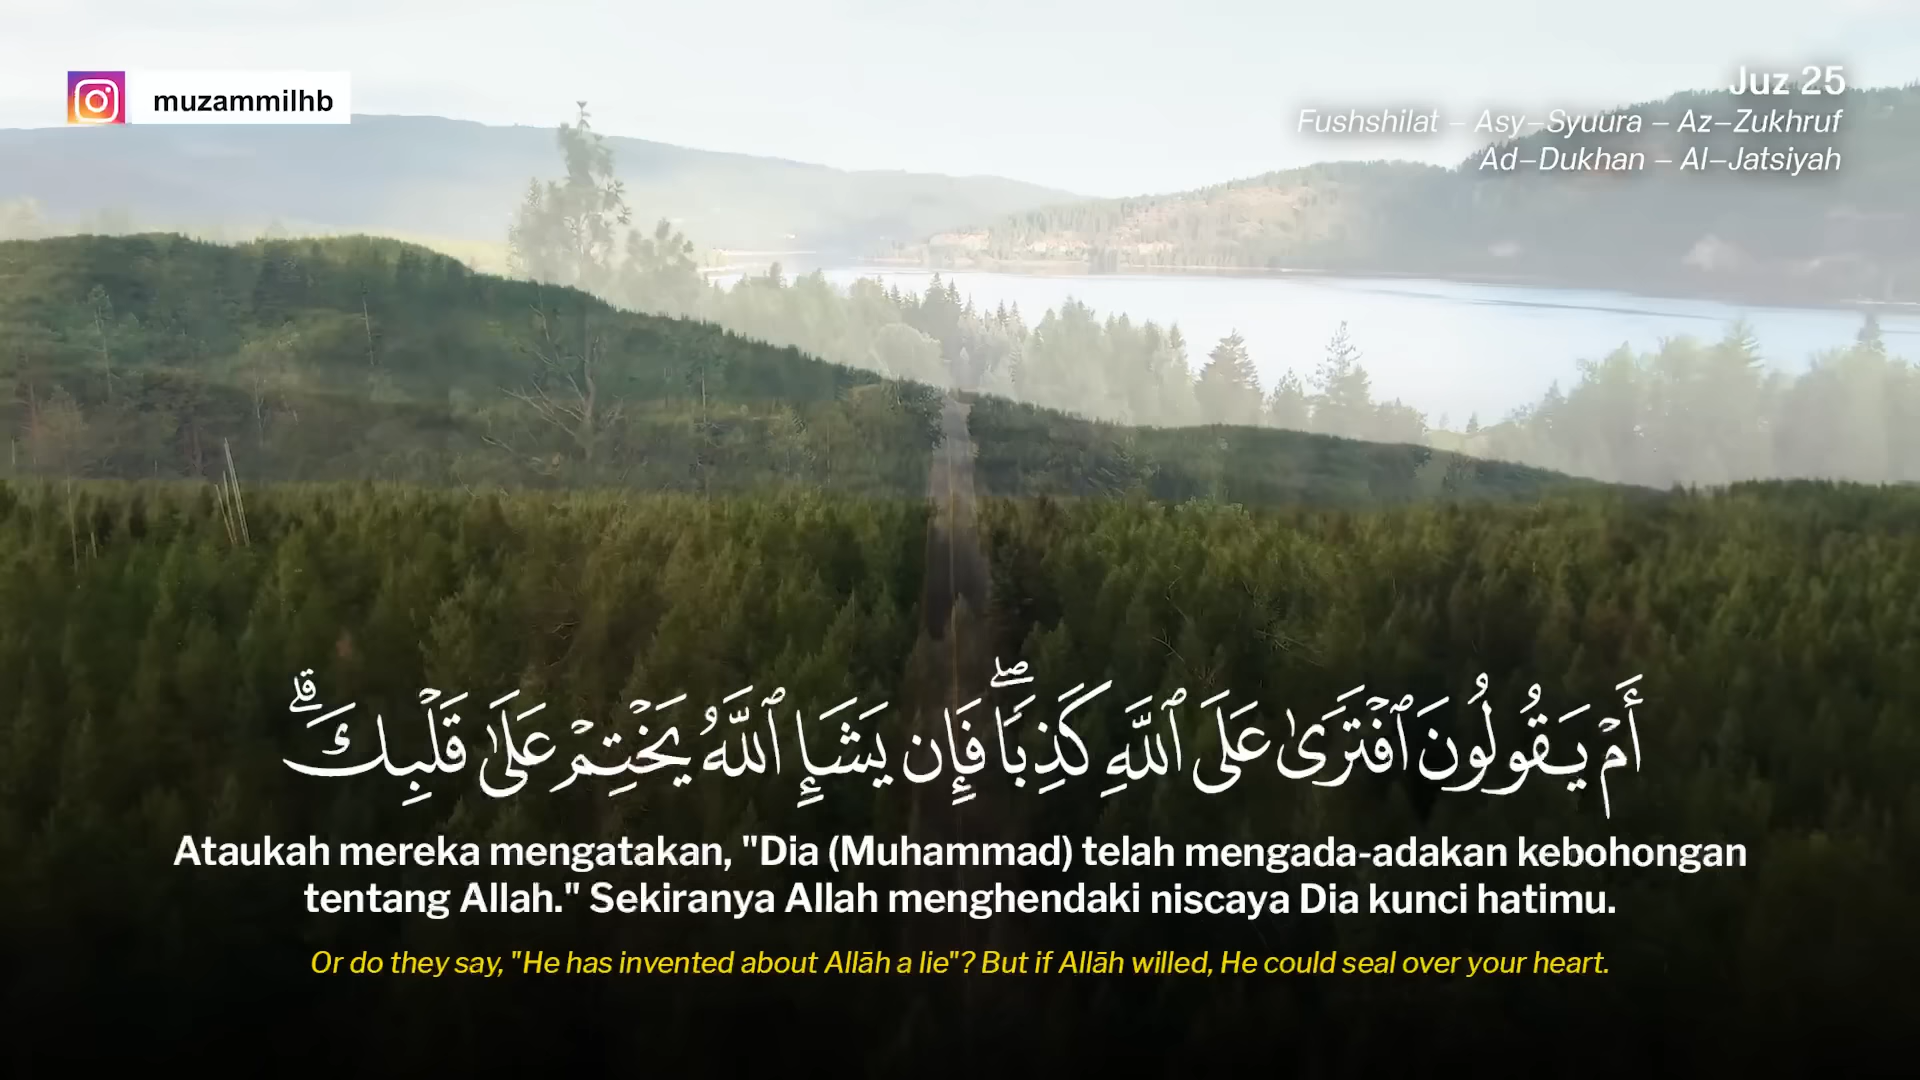 muzammilhb
Juz 25
Fushshilat – Asy–Syuura – Az–Zukhruf
Ad–Dukhan – Al–Jatsiyah
أَمۡ يَقُولُونَ ٱفۡتَرَىٰ عَلَى ٱللَّهِ كَذِبٗاۖ فَإِن يَشَإِ ٱللَّهُ يَخۡتِمۡ عَلَىٰ قَلۡبِكَۗ
Ataukah mereka mengatakan, "Dia (Muhammad) telah mengada-adakan kebohongan
tentang Allah." Sekiranya Allah menghendaki niscaya Dia kunci hatimu.
Or do they say, "He has invented about Allāh a lie"? But if Allāh willed, He could seal over your heart.